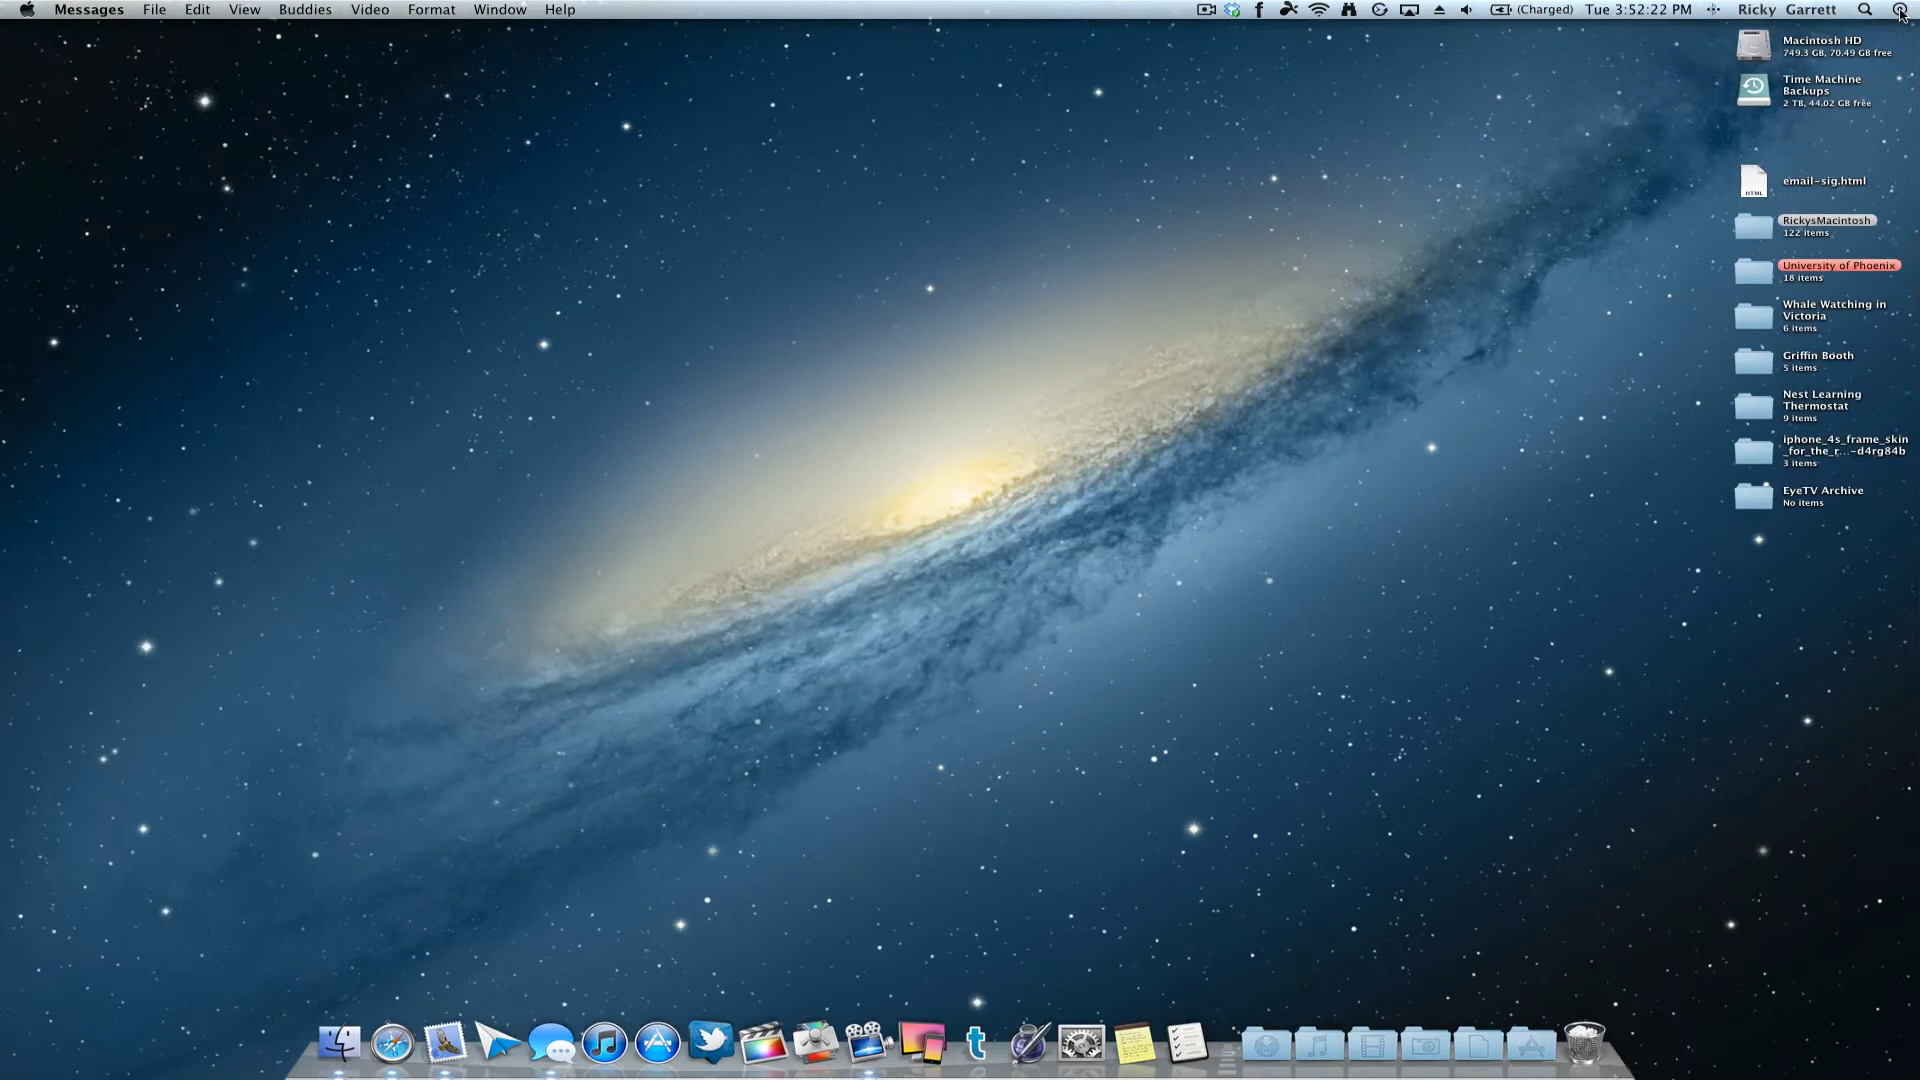 Messages File Edit View Buddies Video Format Window Help (Charged) Tue 3:52:22 PM Ricky Garrett
Macintosh HD
749.3 GB, 70.49 GB free
Time Machine
Backups
2 TB, 44.02 GB free
HTML
email-sig.html
RickysMacintosh
122 items
University of Phoenix
18 items
Whale Watching in
Victoria
6 items
Griffin Booth
5 items
Nest Learning
Thermostat
9 items
iphone_4s_frame_skin
_for_the_r...-d4rg84b
3 items
EyeTV Archive
No items